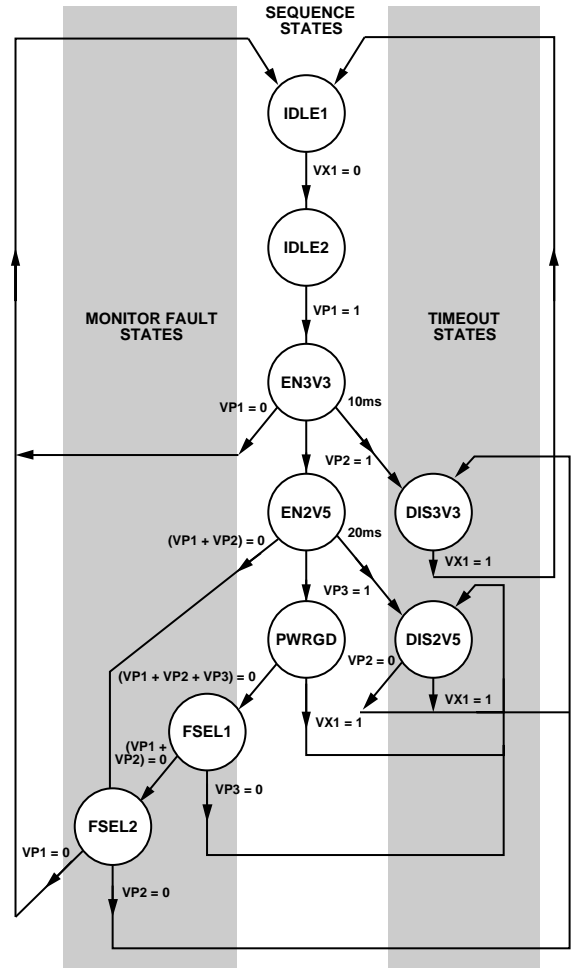 SEQUENCE
STATES
IDLE1
VX1 = 0
IDLE2
MONITOR FAULT
STATES
VP1 = 1
TIMEOUT
STATES
EN3V3
VP1 = 0
10ms
VP2 = 1
EN2V5
DIS3V3
(VP1 + VP2) = 0
20ms
VX1 = 1
VP3 = 1
PWRGD
DIS2V5
VP2 = 0
(VP1 + VP2 + VP3) = 0
VX1 = 1
VX1 = 1
FSEL1
(VP1 +
VP2) = 0
VP3 = 0
FSEL2
VP1 = 0
VP2 = 0